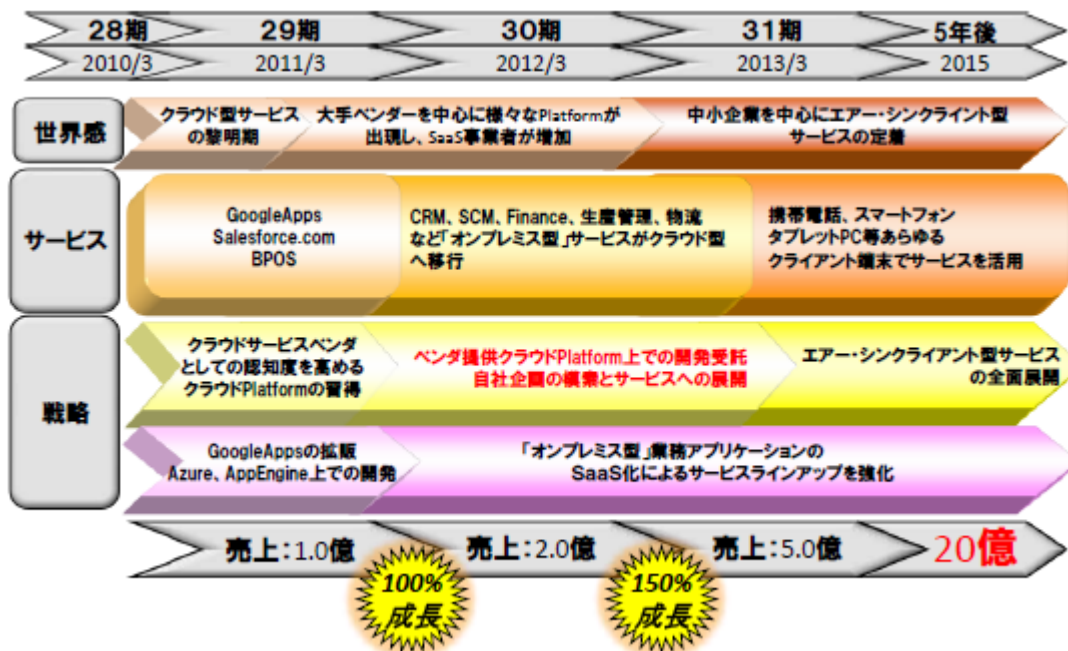 28期 29期 30期 31期 5年後
2010/3 2011/3 2012/3 2013/3 2015
世界感
クラウド型サービス
の黎明期
大手ベンダーを中心に様々なPlatformが
出現し、SaaS事業者が増加
中小企業を中心にエアー・シンクライント型
サービスの定着
サービス
GoogleApps
Salesforce.com
BPOS
CRM、SCM、Finance、生産管理、物流
など「オンプレミス型」サービスがクラウド型
へ移行
携帯電話、スマートフォン
タブレットPC等あらゆる
クライアント端末でサービスを活用
戦略
クラウドサービスベンダ
としての認知度を高める
クラウドPlatformの習得
ベンダ提供クラウドPlatform上での開発受託
自社企画の模索とサービスへの展開
エアー・シンクライアント型サービス
の全面展開
GoogleAppsの拡販
Azure、AppEngine上での開発
「オンプレミス型」業務アプリケーションの
SaaS化によるサービスラインアップを強化
売上：1.0億 売上：2.0億 売上：5.0億 20億
100%
成長
150%
成長